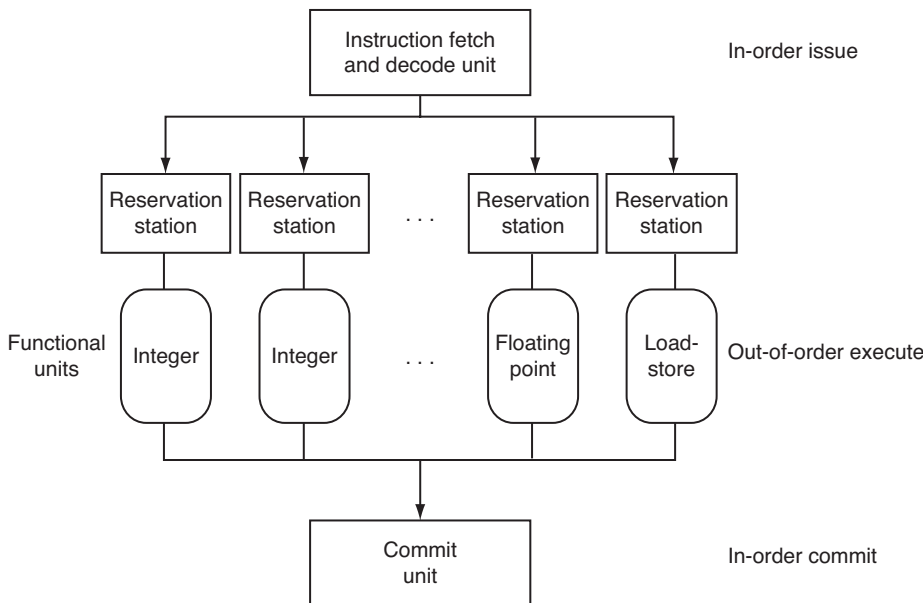 Instruction fetch
and decode unit
In-order issue
Reservation
station
Reservation
station
. . .
Reservation
station
Reservation
station
Functional
units
Integer
Integer
. . .
Floating
point
Load-
store
Out-of-order execute
Commit
unit
In-order commit